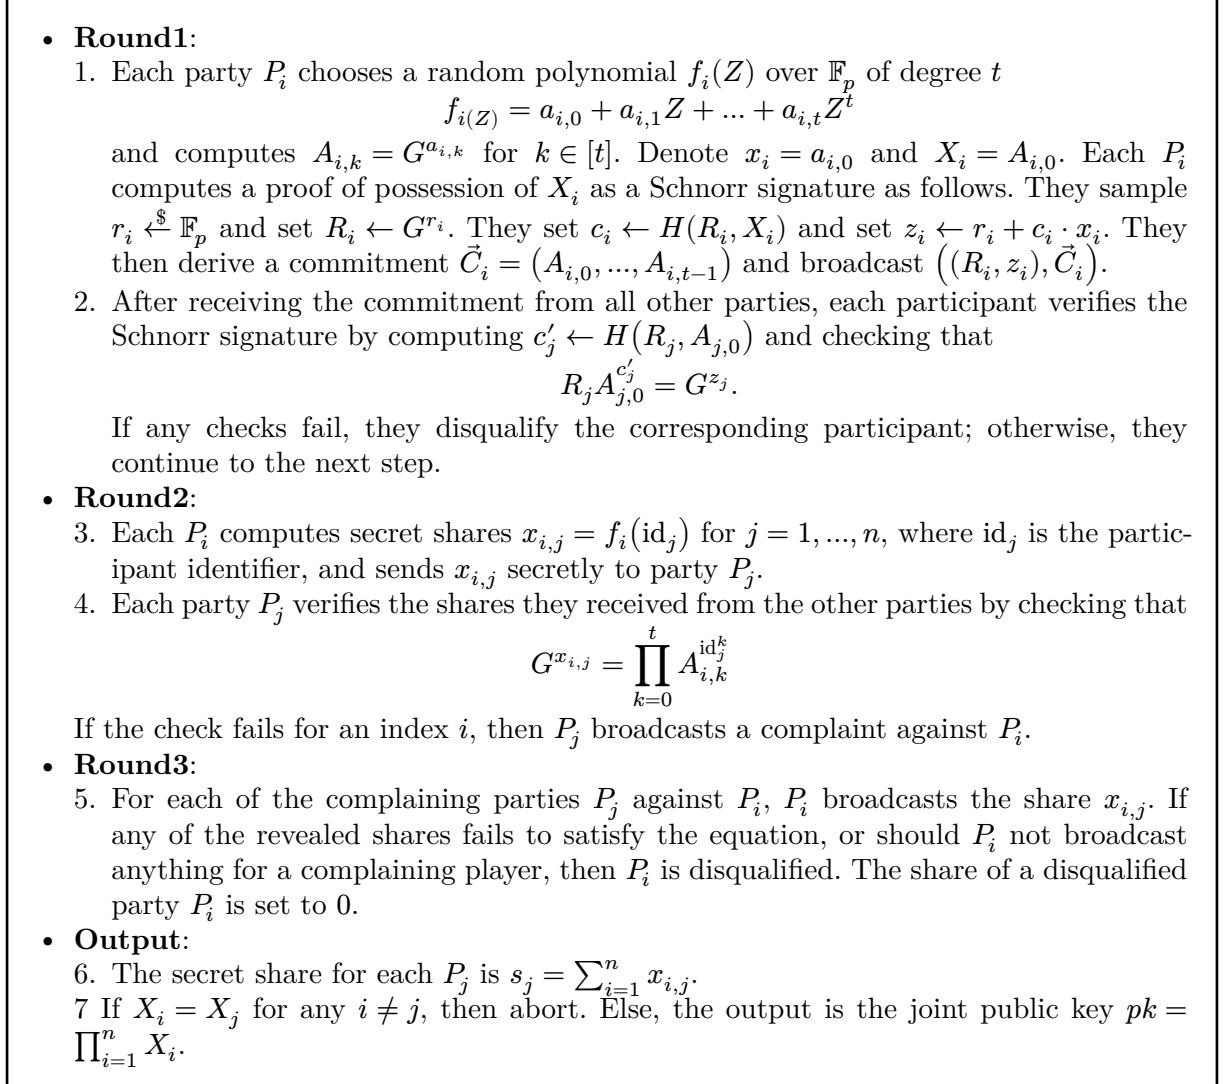 • Round1:
1. Each party P_i chooses a random polynomial f_i(Z) over 𝔽_p of degree t
f_{i(Z)} = a_{i,0} + a_{i,1}Z + ... + a_{i,t}Z^t
and computes A_{i,k} = G^{a_{i,k}} for k ∈ [t]. Denote x_i = a_{i,0} and X_i = A_{i,0}. Each P_i
computes a proof of possession of X_i as a Schnorr signature as follows. They sample
r_i ←$ 𝔽_p and set R_i ← G^{r_i}. They set c_i ← H(R_i, X_i) and set z_i ← r_i + c_i · x_i. They
then derive a commitment C⃗_i = (A_{i,0}, ..., A_{i,t−1}) and broadcast ((R_i, z_i), C⃗_i).
2. After receiving the commitment from all other parties, each participant verifies the
Schnorr signature by computing c′_j ← H(R_j, A_{j,0}) and checking that
R_j A_{j,0}^{c′_j} = G^{z_j}.
If any checks fail, they disqualify the corresponding participant; otherwise, they
continue to the next step.
• Round2:
3. Each P_i computes secret shares x_{i,j} = f_i(id_j) for j = 1, ..., n, where id_j is the partic-
ipant identifier, and sends x_{i,j} secretly to party P_j.
4. Each party P_j verifies the shares they received from the other parties by checking that
G^{x_{i,j}} = ∏_{k=0}^{t} A_{i,k}^{id_j^k}
If the check fails for an index i, then P_j broadcasts a complaint against P_i.
• Round3:
5. For each of the complaining parties P_j against P_i, P_i broadcasts the share x_{i,j}. If
any of the revealed shares fails to satisfy the equation, or should P_i not broadcast
anything for a complaining player, then P_i is disqualified. The share of a disqualified
party P_i is set to 0.
• Output:
6. The secret share for each P_j is s_j = ∑_{i=1}^{n} x_{i,j}.
7 If X_i = X_j for any i ≠ j, then abort. Else, the output is the joint public key pk =
∏_{i=1}^{n} X_i.